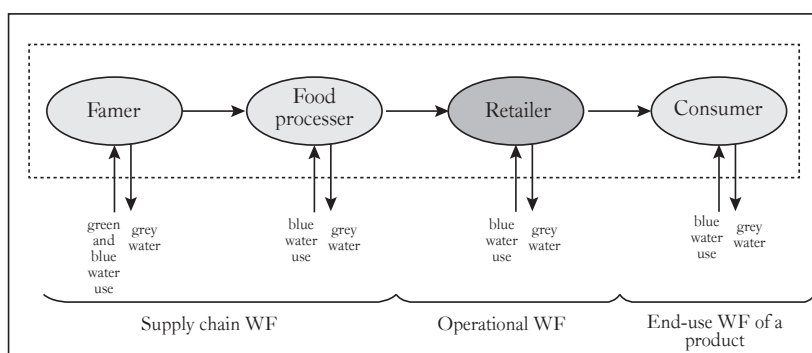 Famer
Food
processer
Retailer
Consumer
green
and
blue
water
use
grey
water
blue
water
use
grey
water
blue
water
use
grey
water
blue
water
use
grey
water
Supply chain WF
Operational WF
End-use WF of a
product